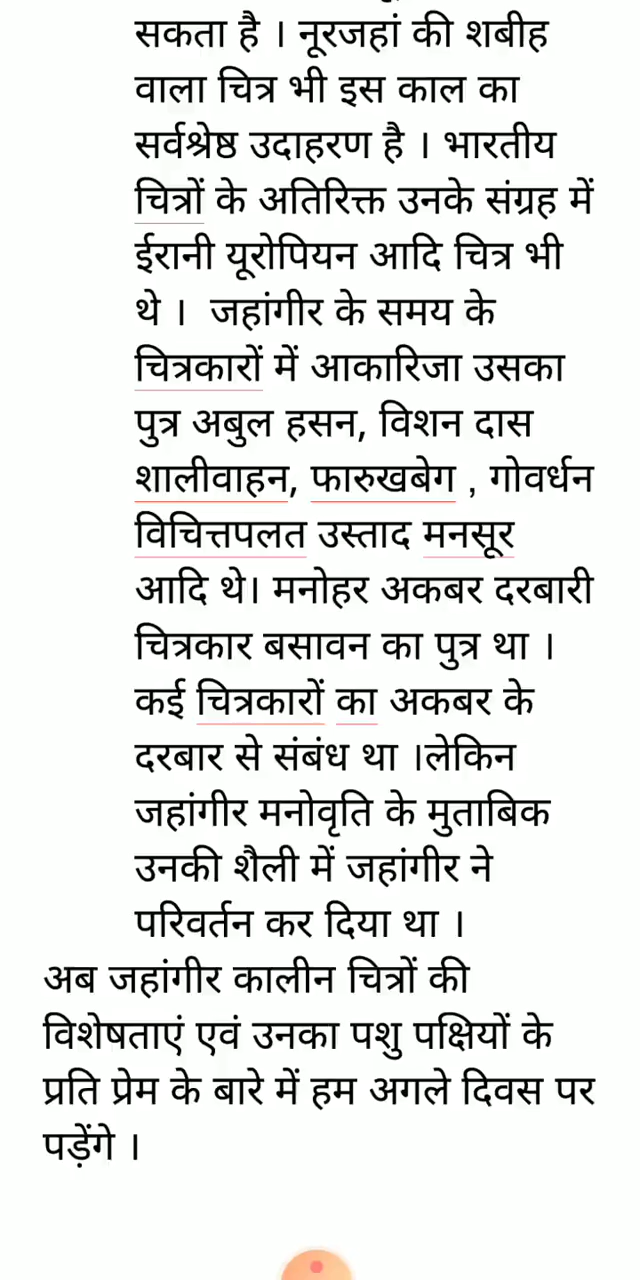 सकता है । नूरजहां की शबीह
वाला चित्र भी इस काल का
सर्वश्रेष्ठ उदाहरण है । भारतीय
चित्रों के अतिरिक्त उनके संग्रह में
ईरानी यूरोपियन आदि चित्र भी
थे । जहांगीर के समय के
चित्रकारों में आकारिजा उसका
पुत्र अबुल हसन, विशन दास
शालीवाहन, फारुखबेग , गोवर्धन
विचित्तपलत उस्ताद मनसूर
आदि थे। मनोहर अकबर दरबारी
चित्रकार बसावन का पुत्र था ।
कई चित्रकारों का अकबर के
दरबार से संबंध था ।लेकिन
जहांगीर मनोवृति के मुताबिक
उनकी शैली में जहांगीर ने
परिवर्तन कर दिया था ।
अब जहांगीर कालीन चित्रों की
विशेषताएं एवं उनका पशु पक्षियों के
प्रति प्रेम के बारे में हम अगले दिवस पर
पड़ेंगे ।